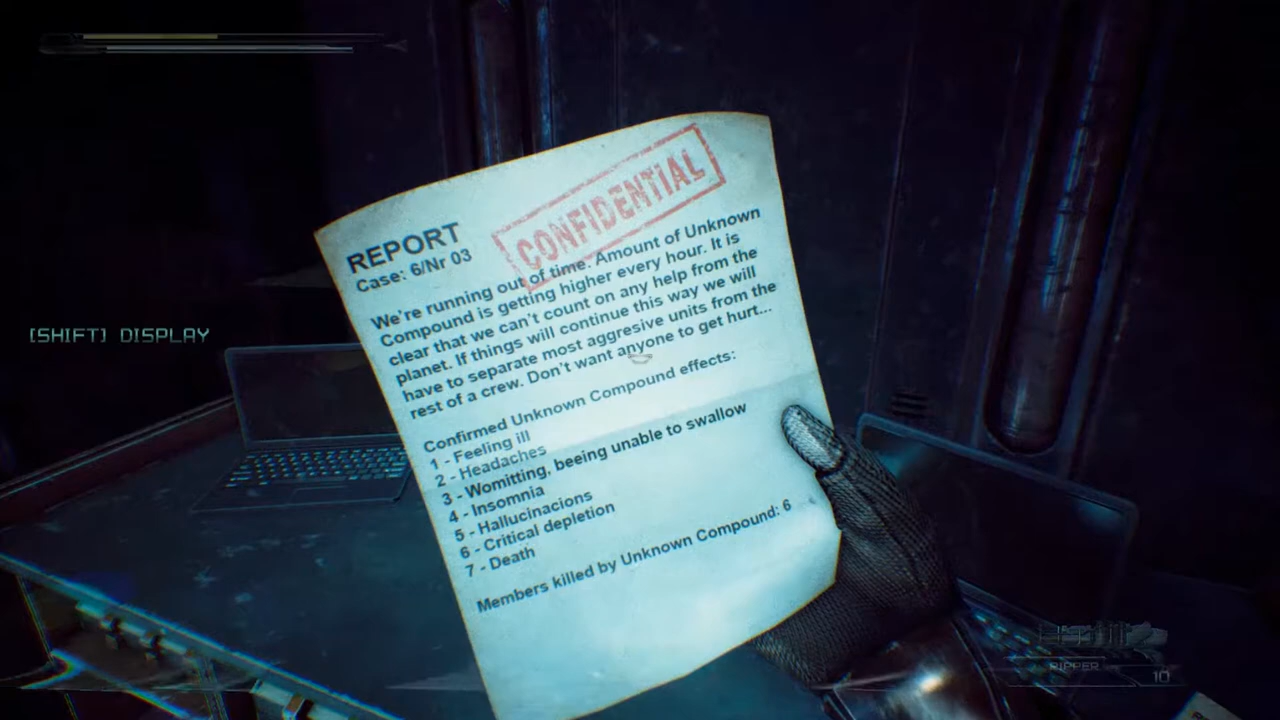 CONFIDENTIAL
REPORT
Case: 6/Nr 03
We're running out of time. Amount of Unknown
Compound is getting higher every hour. It is
clear that we can't count on any help from the
planet. If things will continue this way we will
have to separate most aggresive units from the
rest of a crew. Don't want anyone to get hurt...
Confirmed Unknown Compound effects:
1 - Feeling ill
2 - Headaches
3 - Womitting, beeing unable to swallow
4 - Insomnia
5 - Hallucinacions
6 - Critical depletion
7 - Death
Members killed by Unknown Compound: 6
[SHIFT] DISPLAY
RIPPER
10